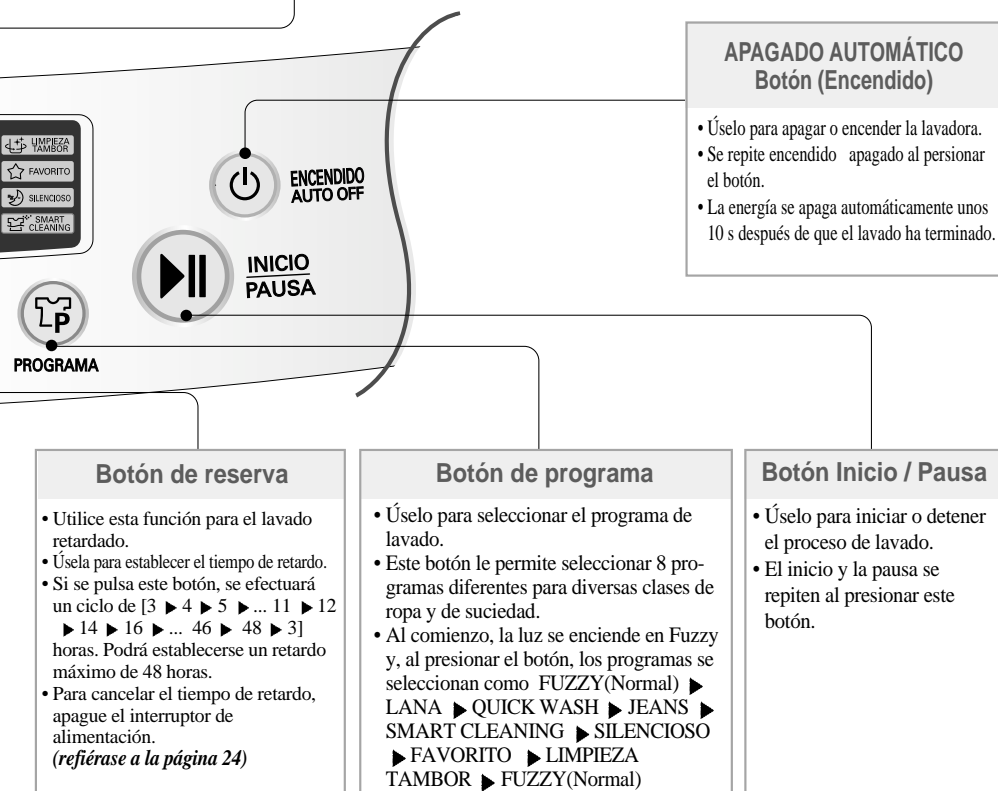 LIMPIEZA
TAMBOR
FAVORITO
SILENCIOSO
SMART
CLEANING
ENCENDIDO
AUTO OFF
INICIO
PAUSA
P
PROGRAMA
APAGADO AUTOMÁTICO
Botón (Encendido)
• Úselo para apagar o encender la lavadora.
• Se repite encendido apagado al persionar
el botón.
• La energía se apaga automáticamente unos
10 s después de que el lavado ha terminado.
Botón de reserva
• Utilice esta función para el lavado
retardado.
• Úsela para establecer el tiempo de retardo.
• Si se pulsa este botón, se efectuará
un ciclo de [3 ▶ 4 ▶ 5 ▶ ... 11 ▶ 12
▶ 14 ▶ 16 ▶ ... 46 ▶ 48 ▶ 3]
horas. Podrá establecerse un retardo
máximo de 48 horas.
• Para cancelar el tiempo de retardo,
apague el interruptor de
alimentación.
(refiérase a la página 24)
Botón de programa
• Úselo para seleccionar el programa de
lavado.
• Este botón le permite seleccionar 8 pro-
gramas diferentes para diversas clases de
ropa y de suciedad.
• Al comienzo, la luz se enciende en Fuzzy
y, al presionar el botón, los programas se
seleccionan como FUZZY(Normal) ▶
LANA ▶ QUICK WASH ▶ JEANS ▶
SMART CLEANING ▶ SILENCIOSO
▶ FAVORITO ▶ LIMPIEZA
TAMBOR ▶ FUZZY(Normal)
Botón Inicio / Pausa
• Úselo para iniciar o detener
el proceso de lavado.
• El inicio y la pausa se
repiten al presionar este
botón.